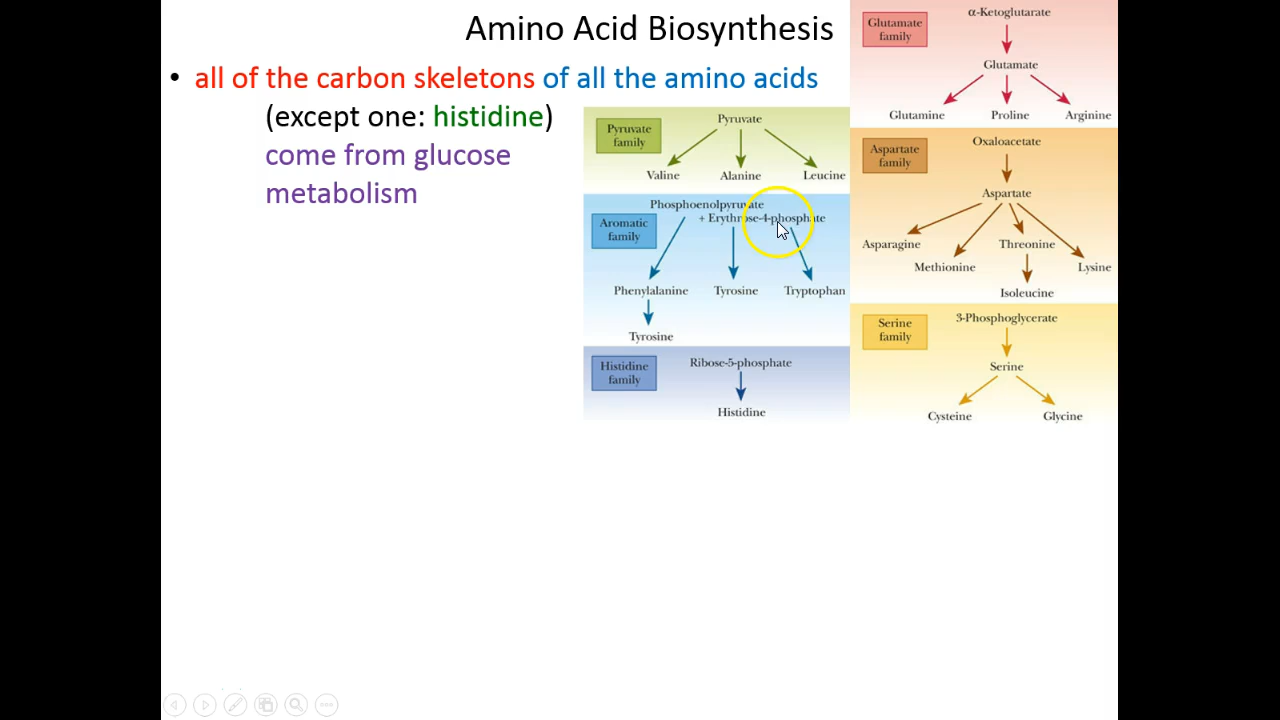 Amino Acid Biosynthesis
• all of the carbon skeletons of all the amino acids
(except one: histidine)
come from glucose
metabolism
Pyruvate
family
Pyruvate
Valine Alanine Leucine
Aromatic
family
Phosphoenolpyruvate
+ Erythrose-4-phosphate
Phenylalanine Tyrosine Tryptophan
Tyrosine
Histidine
family
Ribose-5-phosphate
Histidine
Glutamate
family
α-Ketoglutarate
Glutamate
Glutamine Proline Arginine
Aspartate
family
Oxaloacetate
Aspartate
Asparagine Threonine
Methionine Lysine
Isoleucine
Serine
family
3-Phosphoglycerate
Serine
Cysteine Glycine